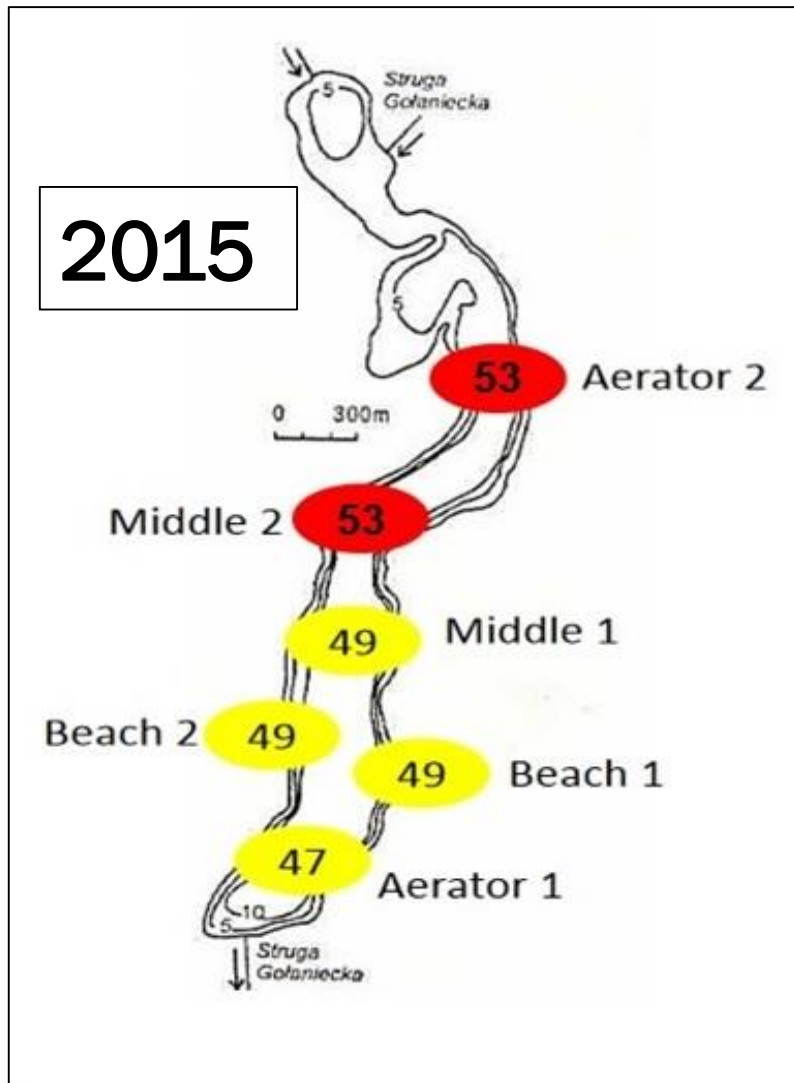 5
Struga
Gołaniecka
2015
5
53 Aerator 2
0 300m
Middle 2 53
49 Middle 1
Beach 2 49
49 Beach 1
47
Aerator 1
10
5
Struga
Gołaniecka